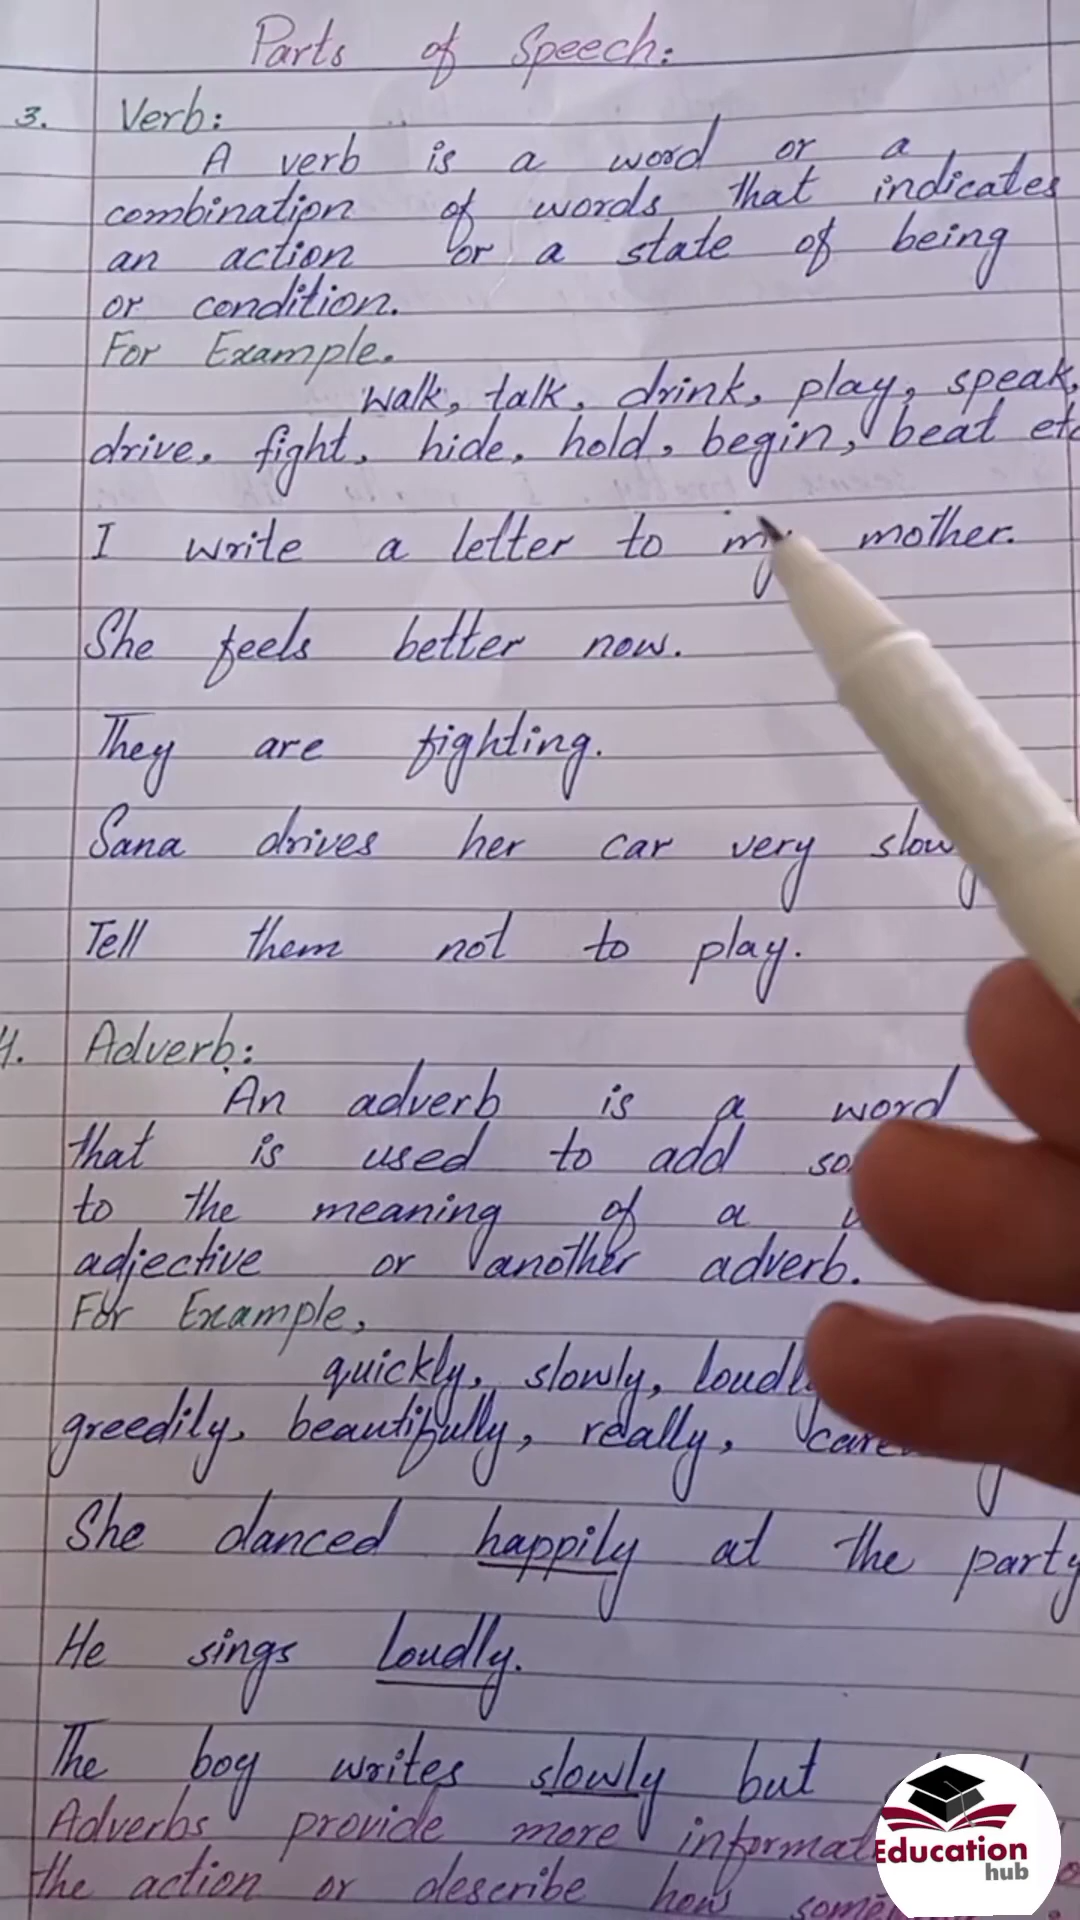 Parts of Speech:
3. Verb:
A verb is a word or a
combination of words that indicates
an action or a state of being
or condition.
For Example.
walk, talk, drink, play, speak,
drive, fight, hide, hold, begin, beat etc
I write a letter to my mother.
She feels better now.
They are fighting.
Sana drives her car very
Tell them not to play.
4. Adverb:
An adverb is a word
that is used to add
to the meaning of a
adjective or another adverb.
For Example,
quickly, slowly, loudly
greedily, beautifully, really,
She danced happily at the party
He sings loudly.
The boy writes slowly but
Adverbs provide more
the action or describe how
Education
hub